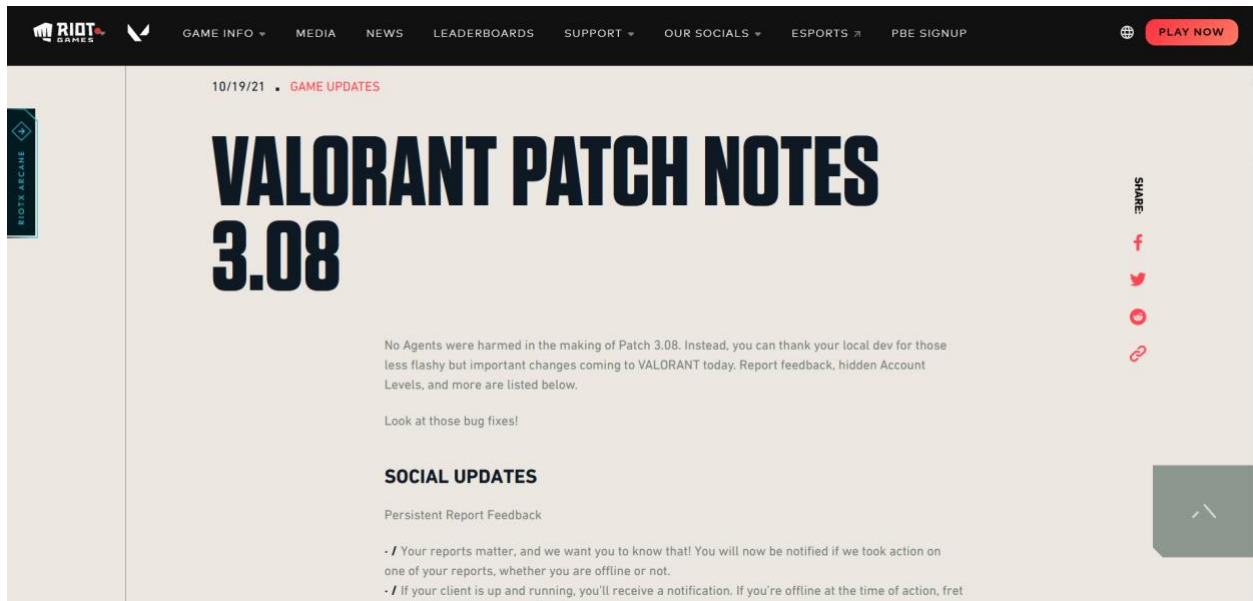 RIOT GAMES
GAME INFO
MEDIA
NEWS
LEADERBOARDS
SUPPORT
OUR SOCIALS
ESPORTS
PBE SIGNUP
PLAY NOW
RIOTX ARCANE
10/19/21 . GAME UPDATES
VALORANT PATCH NOTES
3.08
SHARE:
No Agents were harmed in the making of Patch 3.08. Instead, you can thank your local dev for those
less flashy but important changes coming to VALORANT today. Report feedback, hidden Account
Levels, and more are listed below.
Look at those bug fixes!
SOCIAL UPDATES
Persistent Report Feedback
- / Your reports matter, and we want you to know that! You will now be notified if we took action on
one of your reports, whether you are offline or not.
- / If your client is up and running, you'll receive a notification. If you're offline at the time of action, fret